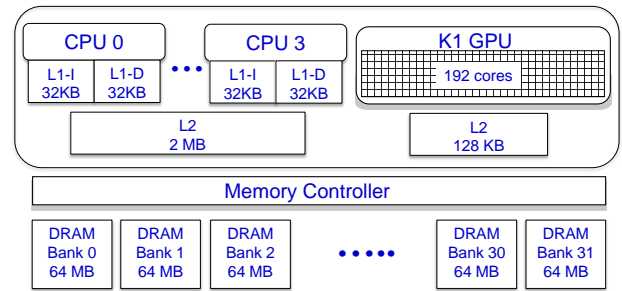 CPU 0
L1-I
32KB
L1-D
32KB
CPU 3
L1-I
32KB
L1-D
32KB
K1 GPU
192 cores
L2
2 MB
L2
128 KB
Memory Controller
DRAM
Bank 0
64 MB
DRAM
Bank 1
64 MB
DRAM
Bank 2
64 MB
DRAM
Bank 30
64 MB
DRAM
Bank 31
64 MB